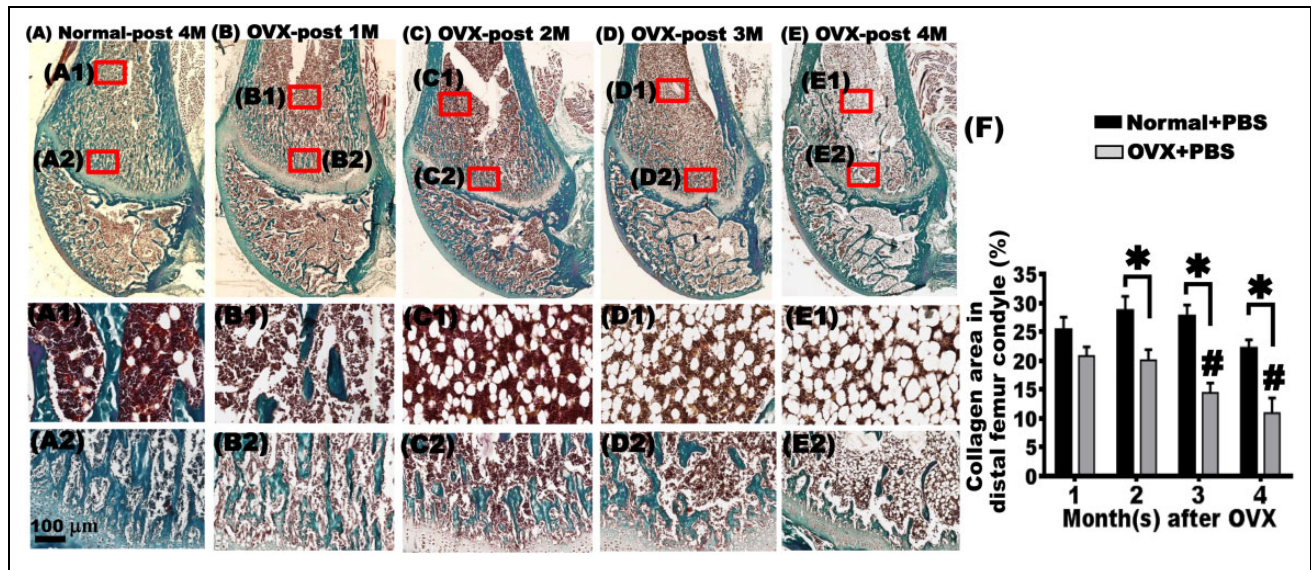 (A) Normal-post 4M
(B) OVX-post 1M
(C) OVX-post 2M
(D) OVX-post 3M
(E) OVX-post 4M
(A1)
(A2)
(B1)
(B2)
(C1)
(C2)
(D1)
(D2)
(E1)
(E2)
(A1)
(B1)
(C1)
(D1)
(E1)
(A2)
(B2)
(C2)
(D2)
(E2)
100 μm
(F)
Normal+PBS
OVX+PBS
Collagen area in
distal femur condyle (%)
35
30
25
20
15
10
5
0
*
*
*
#
#
1 2 3 4
Month(s) after OVX